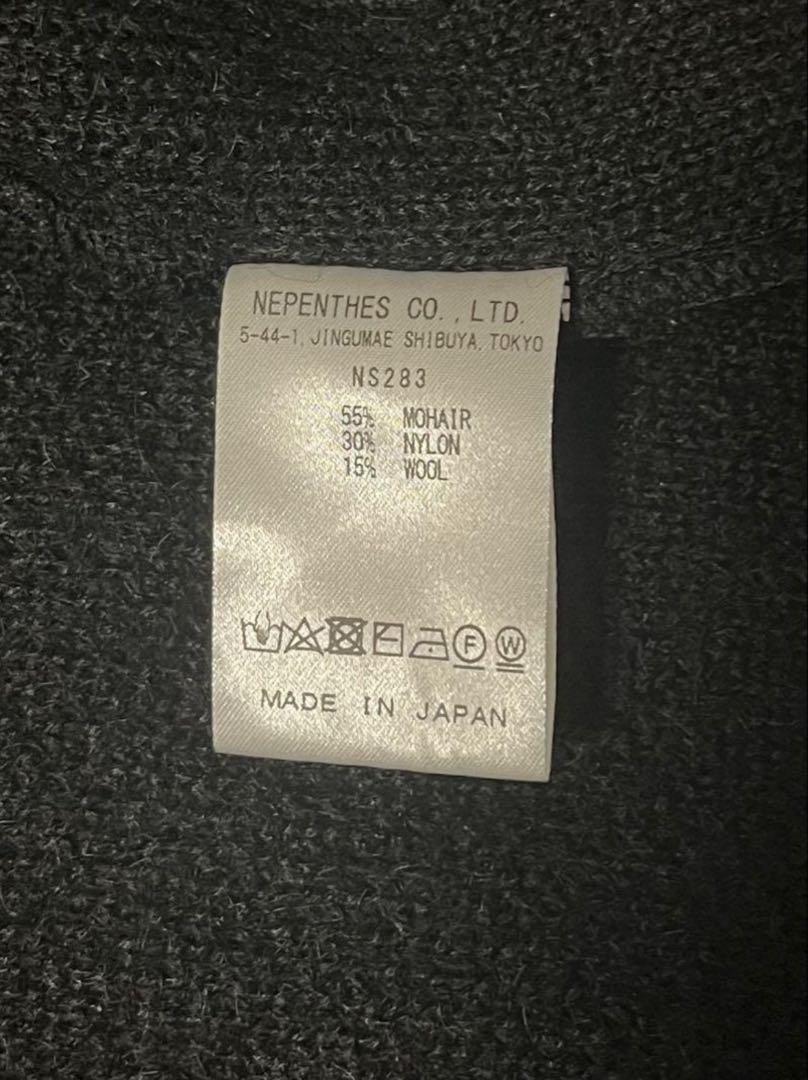 NEPENTHES CO.,LTD.
5-44-1, JINGUMAE SHIBUYA, TOKYO
NS283
55% MOHAIR
30% NYLON
15% WOOL
F W
MADE IN JAPAN